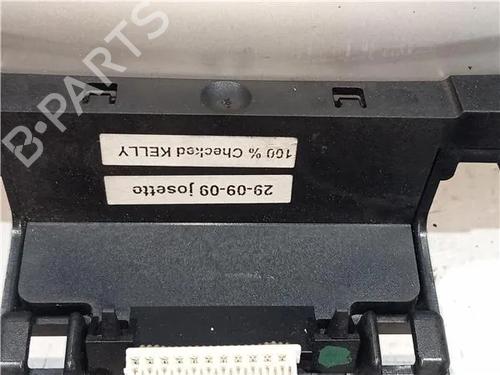 B-PARTS
29-09-09 josette
100 % Checked KELLY